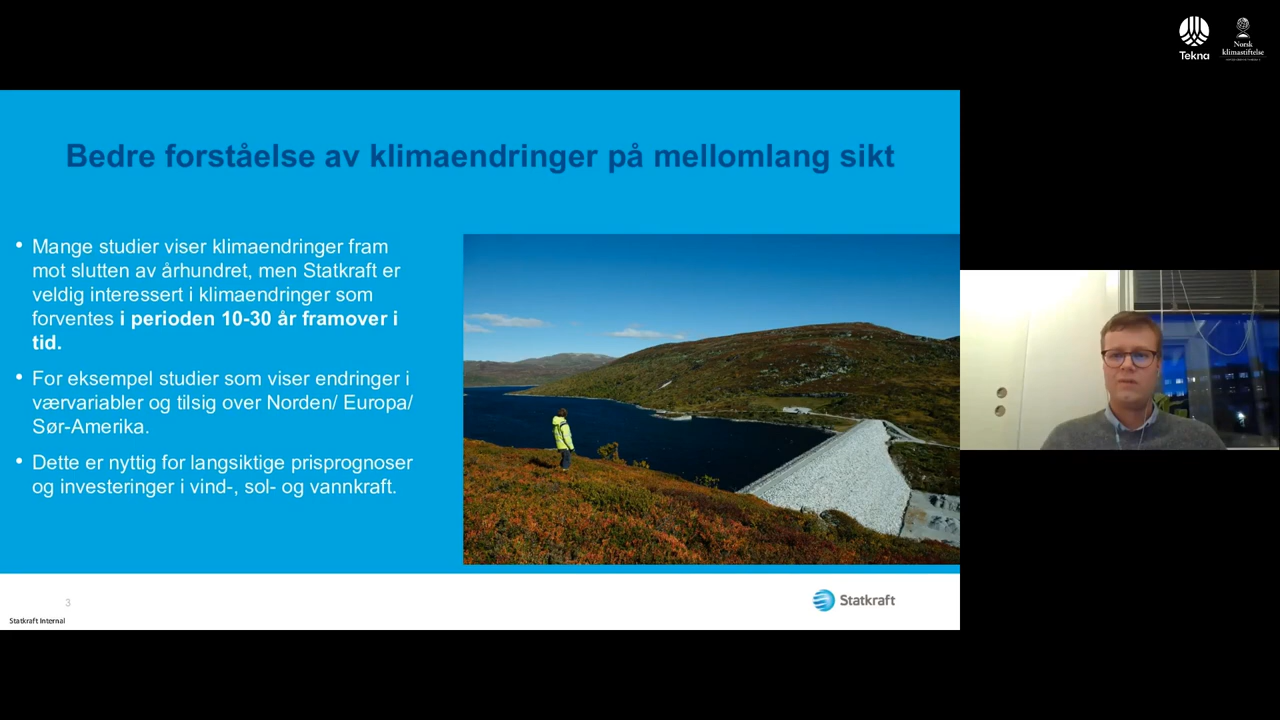 Tekna
Norsk
klimastiftelse
Bedre forståelse av klimaendringer på mellomlang sikt
• Mange studier viser klimaendringer fram
mot slutten av århundret, men Statkraft er
veldig interessert i klimaendringer som
forventes i perioden 10-30 år framover i
tid.
• For eksempel studier som viser endringer i
værvariabler og tilsig over Norden/ Europa/
Sør-Amerika.
• Dette er nyttig for langsiktige prisprognoser
og investeringer i vind-, sol- og vannkraft.
3
Statkraft
Statkraft Internal